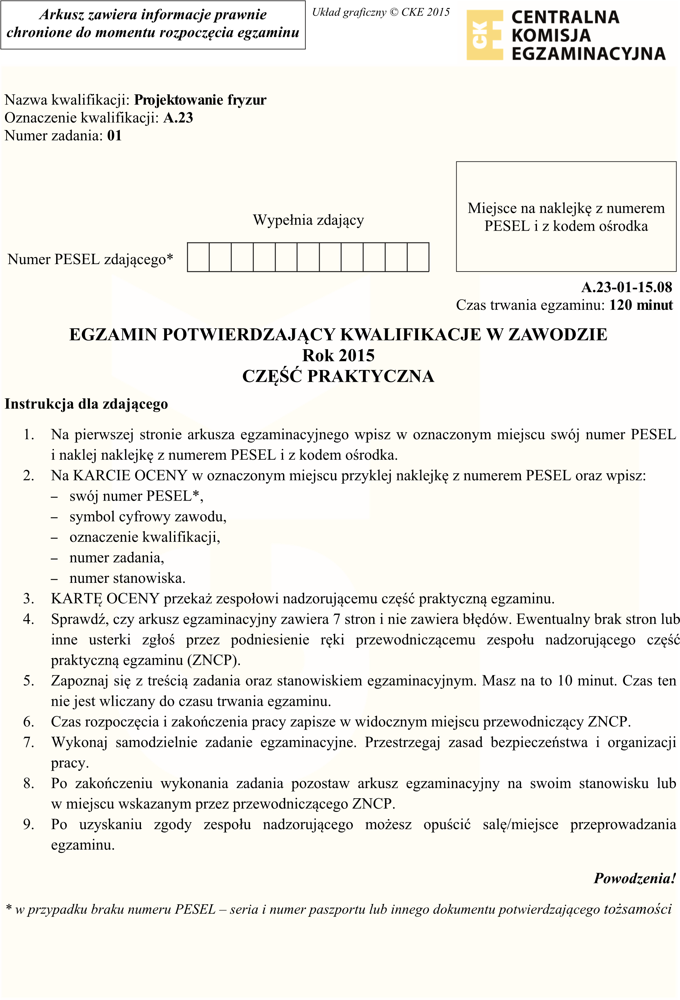 Arkusz zawiera informacje prawnie
chronione do momentu rozpoczęcia egzaminu
Układ graficzny © CKE 2015
CK E
CENTRALNA
KOMISJA
EGZAMINACYJNA
Nazwa kwalifikacji: Projektowanie fryzur
Oznaczenie kwalifikacji: A.23
Numer zadania: 01
Miejsce na naklejkę z numerem
PESEL i z kodem ośrodka
Wypełnia zdający
Numer PESEL zdającego*
A.23-01-15.08
Czas trwania egzaminu: 120 minut
EGZAMIN POTWIERDZAJĄCY KWALIFIKACJE W ZAWODZIE
Rok 2015
CZĘŚĆ PRAKTYCZNA
Instrukcja dla zdającego
1. Na pierwszej stronie arkusza egzaminacyjnego wpisz w oznaczonym miejscu swój numer PESEL
i naklej naklejkę z numerem PESEL i z kodem ośrodka.
2. Na KARCIE OCENY w oznaczonym miejscu przyklej naklejkę z numerem PESEL oraz wpisz:
– swój numer PESEL*,
– symbol cyfrowy zawodu,
– oznaczenie kwalifikacji,
– numer zadania,
– numer stanowiska.
3. KARTĘ OCENY przekaż zespołowi nadzorującemu część praktyczną egzaminu.
4. Sprawdź, czy arkusz egzaminacyjny zawiera 7 stron i nie zawiera błędów. Ewentualny brak stron lub
inne usterki zgłoś przez podniesienie ręki przewodniczącemu zespołu nadzorującego część
praktyczną egzaminu (ZNCP).
5. Zapoznaj się z treścią zadania oraz stanowiskiem egzaminacyjnym. Masz na to 10 minut. Czas ten
nie jest wliczany do czasu trwania egzaminu.
6. Czas rozpoczęcia i zakończenia pracy zapisze w widocznym miejscu przewodniczący ZNCP.
7. Wykonaj samodzielnie zadanie egzaminacyjne. Przestrzegaj zasad bezpieczeństwa i organizacji
pracy.
8. Po zakończeniu wykonania zadania pozostaw arkusz egzaminacyjny na swoim stanowisku lub
w miejscu wskazanym przez przewodniczącego ZNCP.
9. Po uzyskaniu zgody zespołu nadzorującego możesz opuścić salę/miejsce przeprowadzania
egzaminu.
Powodzenia!
* w przypadku braku numeru PESEL – seria i numer paszportu lub innego dokumentu potwierdzającego tożsamości